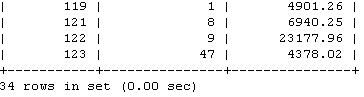 |       119 |           1 |      4901.26 |
|       121 |           8 |      6940.25 |
|       122 |           9 |     23177.96 |
|       123 |          47 |      4378.02 |
+-----------+-------------+--------------+
34 rows in set (0.00 sec)